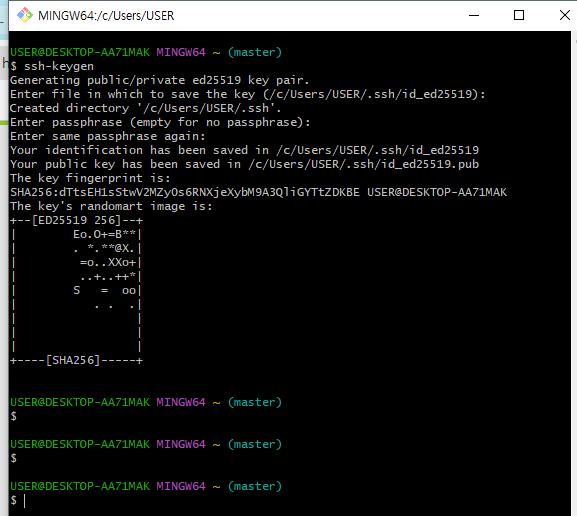 MINGW64:/c/Users/USER
USER@DESKTOP-AA71MAK MINGW64 ~ (master)
$ ssh-keygen
Generating public/private ed25519 key pair.
Enter file in which to save the key (/c/Users/USER/.ssh/id_ed25519):
Created directory '/c/Users/USER/.ssh'.
Enter passphrase (empty for no passphrase):
Enter same passphrase again:
Your identification has been saved in /c/Users/USER/.ssh/id_ed25519
Your public key has been saved in /c/Users/USER/.ssh/id_ed25519.pub
The key fingerprint is:
SHA256:dTtsEH1sStwV2MZyOs6RNXjeXybM9A3QliGYTtZDKBE USER@DESKTOP-AA71MAK
The key's randomart image is:
+--[ED25519 256]--+
|        Eo.O+=B**|
|        . *.**@X.|
|         =o..XXo+|
|         ..+..++*|
|        S   =  oo|
|           . .  .|
|                 |
|                 |
|                 |
+----[SHA256]-----+
USER@DESKTOP-AA71MAK MINGW64 ~ (master)
$
USER@DESKTOP-AA71MAK MINGW64 ~ (master)
$
USER@DESKTOP-AA71MAK MINGW64 ~ (master)
$